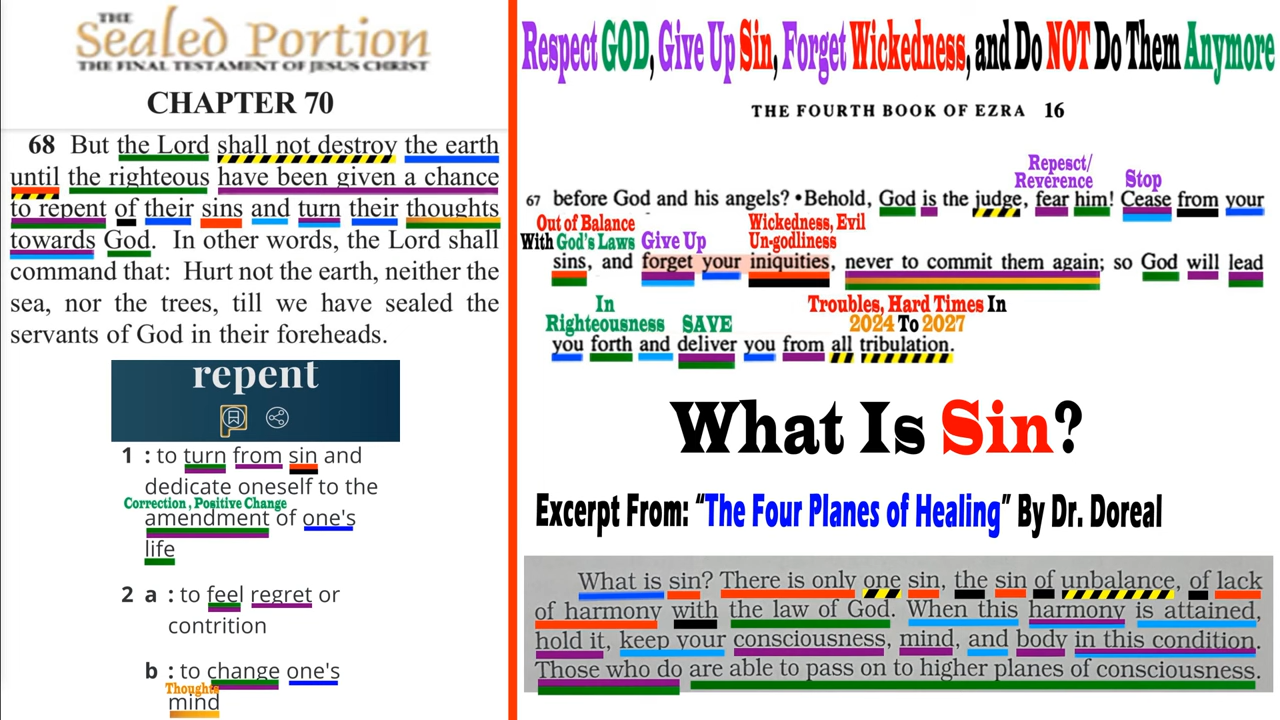 THE
Sealed Portion
THE FINAL TESTAMENT OF JESUS CHRIST
CHAPTER 70
68 But the Lord shall not destroy the earth
until the righteous have been given a chance
to repent of their sins and turn their thoughts
towards God. In other words, the Lord shall
command that: Hurt not the earth, neither the
sea, nor the trees, till we have sealed the
servants of God in their foreheads.
repent
1 : to turn from sin and
dedicate oneself to the
Correction, Positive Change
amendment of one's
life
2 a : to feel regret or
contrition
b : to change one's
Thoughts
mind
Respect GOD, Give Up Sin, Forget Wickedness, and Do NOT Do Them Anymore
THE FOURTH BOOK OF EZRA 16
Repesct/
Reverence Stop
67 before God and his angels? •Behold, God is the judge, fear him! Cease from your
Out of Balance Wickedness, Evil
With God's Laws Give Up Un-godliness
sins, and forget your iniquities, never to commit them again; so God will lead
In Troubles, Hard Times In
Righteousness SAVE 2024 To 2027
you forth and deliver you from all tribulation.
What Is Sin?
Excerpt From: “The Four Planes of Healing” By Dr. Doreal
What is sin? There is only one sin, the sin of unbalance, of lack
of harmony with the law of God. When this harmony is attained,
hold it, keep your consciousness, mind, and body in this condition.
Those who do are able to pass on to higher planes of consciousness.